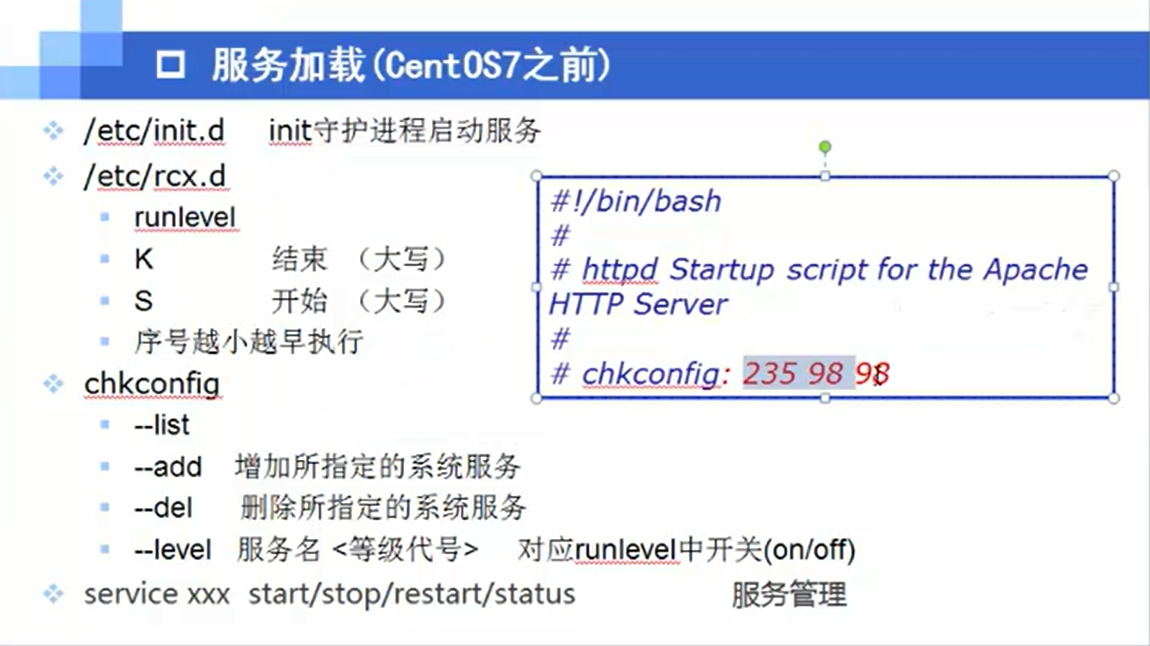 服务加载(CentOS7之前)
/etc/init.d init守护进程启动服务
/etc/rcx.d
runlevel
K 结束 （大写）
S 开始 （大写）
序号越小越早执行
chkconfig
--list
--add 增加所指定的系统服务
--del 删除所指定的系统服务
--level 服务名 <等级代号> 对应runlevel中开关(on/off)
service xxx start/stop/restart/status 服务管理
#!/bin/bash
#
# httpd Startup script for the Apache
HTTP Server
#
# chkconfig: 235 98 98